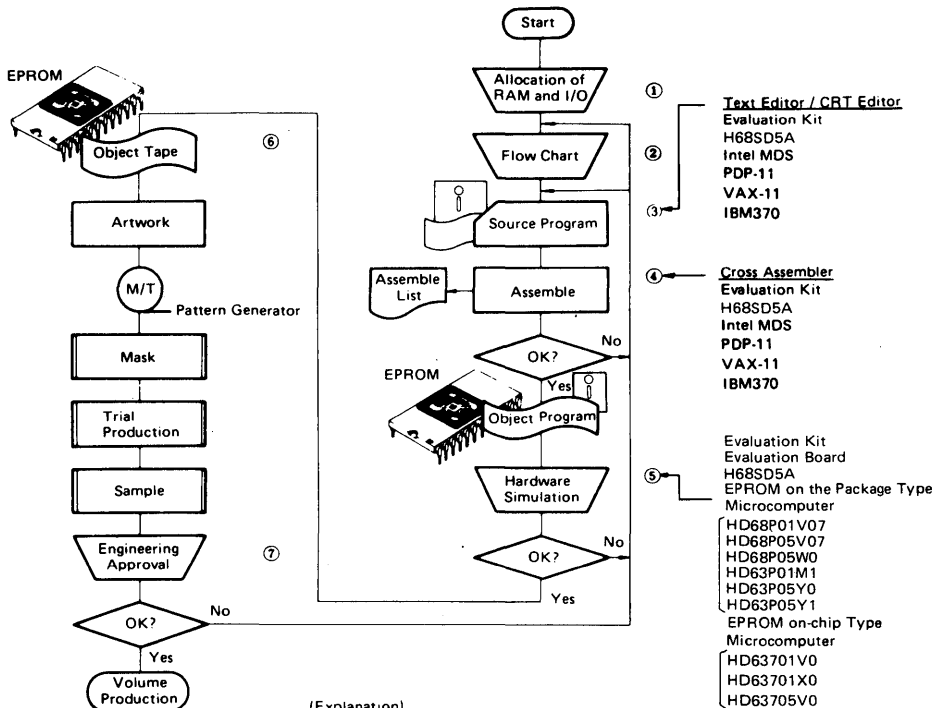 Start
Allocation of
RAM and I/O
①
Flow Chart
②
Source Program
③
Assemble
List
Assemble
④
OK?
No
Yes
EPROM
Object Program
Hardware
Simulation
⑤
OK?
No
Yes
EPROM
Object Tape
⑥
Artwork
M/T
Pattern Generator
Mask
Trial
Production
Sample
Engineering
Approval
⑦
OK?
No
Yes
Volume
Production
Text Editor / CRT Editor
Evaluation Kit
H68SD5A
Intel MDS
PDP-11
VAX-11
IBM370
Cross Assembler
Evaluation Kit
H68SD5A
Intel MDS
PDP-11
VAX-11
IBM370
Evaluation Kit
Evaluation Board
H68SD5A
EPROM on the Package Type
Microcomputer
HD68P01V07
HD68P05V07
HD68P05W0
HD63P01M1
HD63P05Y0
HD63P05Y1
EPROM on-chip Type
Microcomputer
HD63701V0
HD63701X0
HD63705V0
(Explanation)